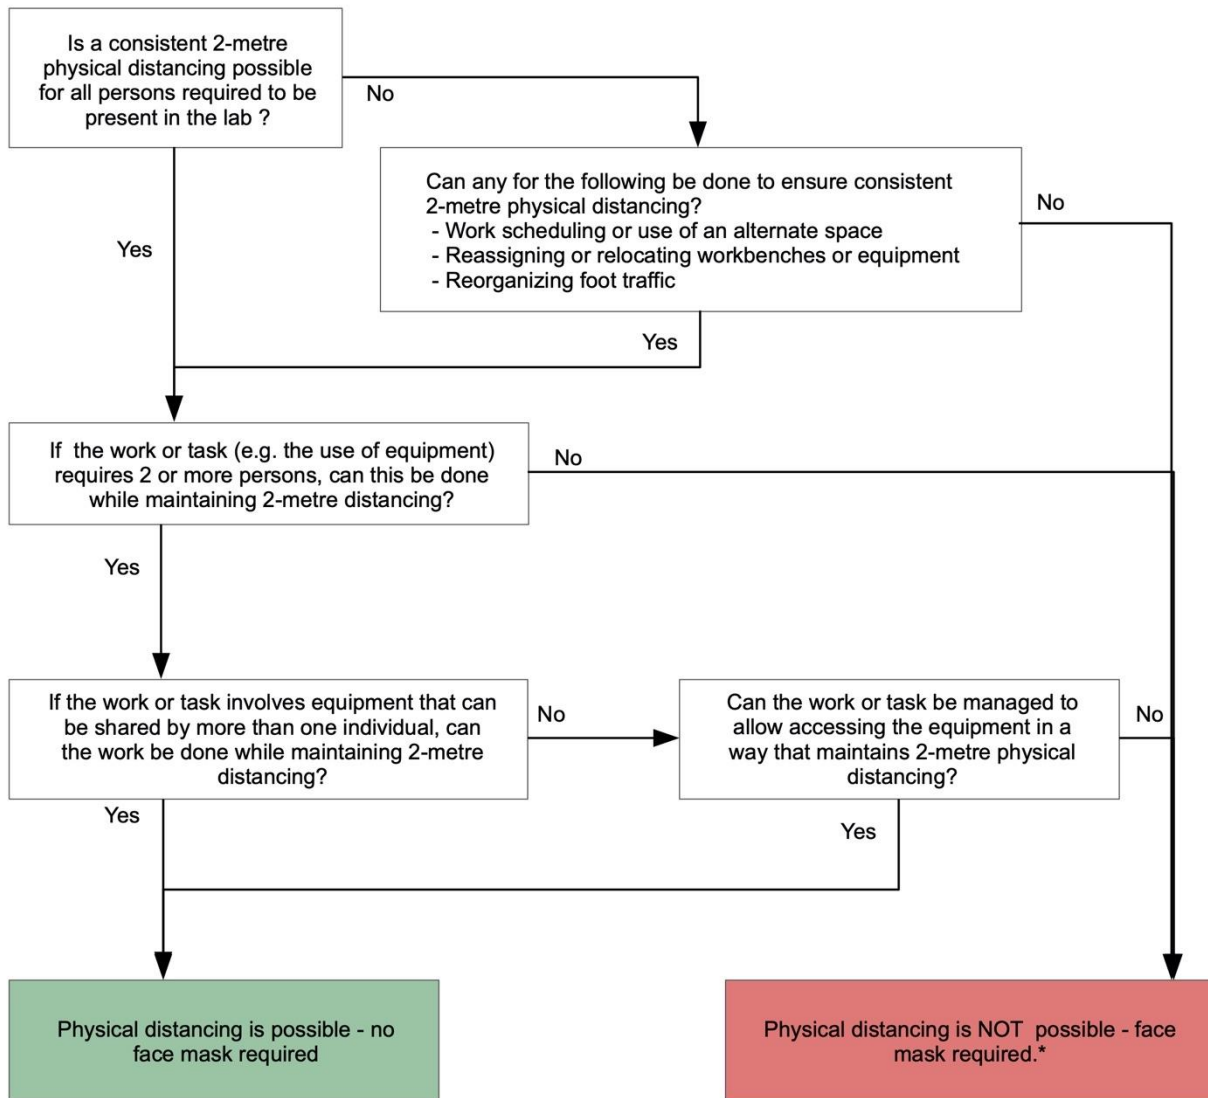 Is a consistent 2-metre
physical distancing possible
for all persons required to be
present in the lab ?
No
Can any for the following be done to ensure consistent
2-metre physical distancing?
- Work scheduling or use of an alternate space
- Reassigning or relocating workbenches or equipment
- Reorganizing foot traffic
No
Yes
Yes
If the work or task (e.g. the use of equipment)
requires 2 or more persons, can this be done
while maintaining 2-metre distancing?
No
Yes
If the work or task involves equipment that can
be shared by more than one individual, can
the work be done while maintaining 2-metre
distancing?
No
Can the work or task be managed to
allow accessing the equipment in a
way that maintains 2-metre physical
distancing?
No
Yes
Yes
Physical distancing is possible - no
face mask required
Physical distancing is NOT possible - face
mask required.*